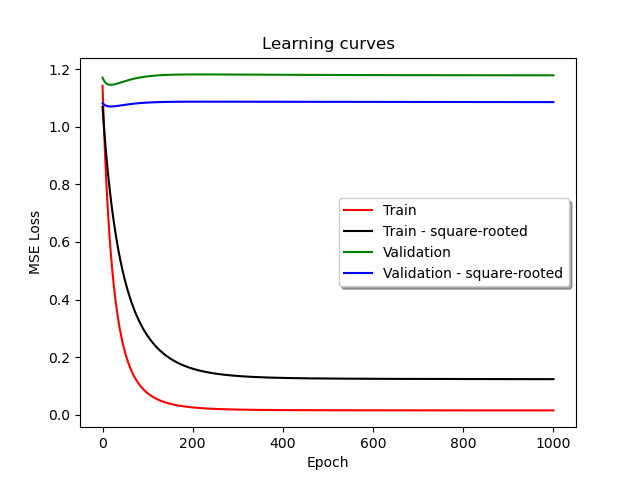 Learning curves
MSE Loss
1.2
1.0
0.8
0.6
0.4
0.2
0.0
Train
Train - square-rooted
Validation
Validation - square-rooted
0 200 400 600 800 1000
Epoch